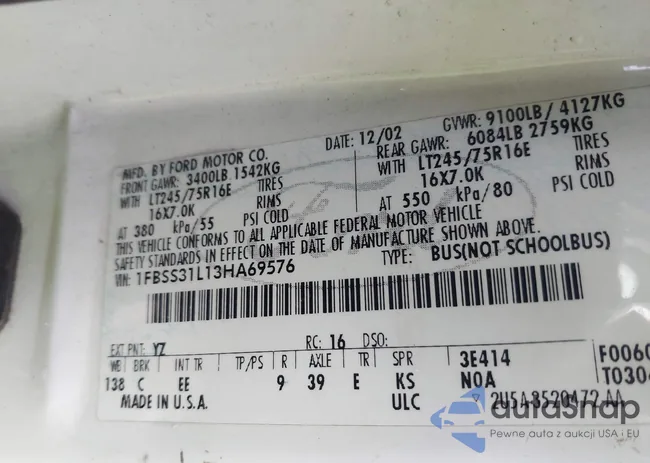 MFD. BY FORD MOTOR CO.
DATE: 12/02
GVWR: 9100LB/ 4127KG
FRONT GAWR: 3400LB 1542KG
REAR GAWR: 6084LB 2759KG
WITH LT245/75R16E TIRES
WITH LT245/75R16E TIRES
16X7.0K RIMS
16X7.0K RIMS
AT 380 kPa/55 PSI COLD
AT 550 kPa/80 PSI COLD
THIS VEHICLE CONFORMS TO ALL APPLICABLE FEDERAL MOTOR VEHICLE
SAFETY STANDARDS IN EFFECT ON THE DATE OF MANUFACTURE SHOWN ABOVE.
VIN: 1FBSS31L13HA69576
TYPE: BUS(NOT SCHOOLBUS)
EXT PNT: YZ RC: 16 DSO:
WB BRK INT TR TP/PS R AXLE TR SPR 3E414 F0060
138 C EE 9 39 E KS N0A T0304
MADE IN U.S.A. ULC ▽ 2U5A 3520472 AA
autoSnap
Pewne auta z aukcji USA i EU